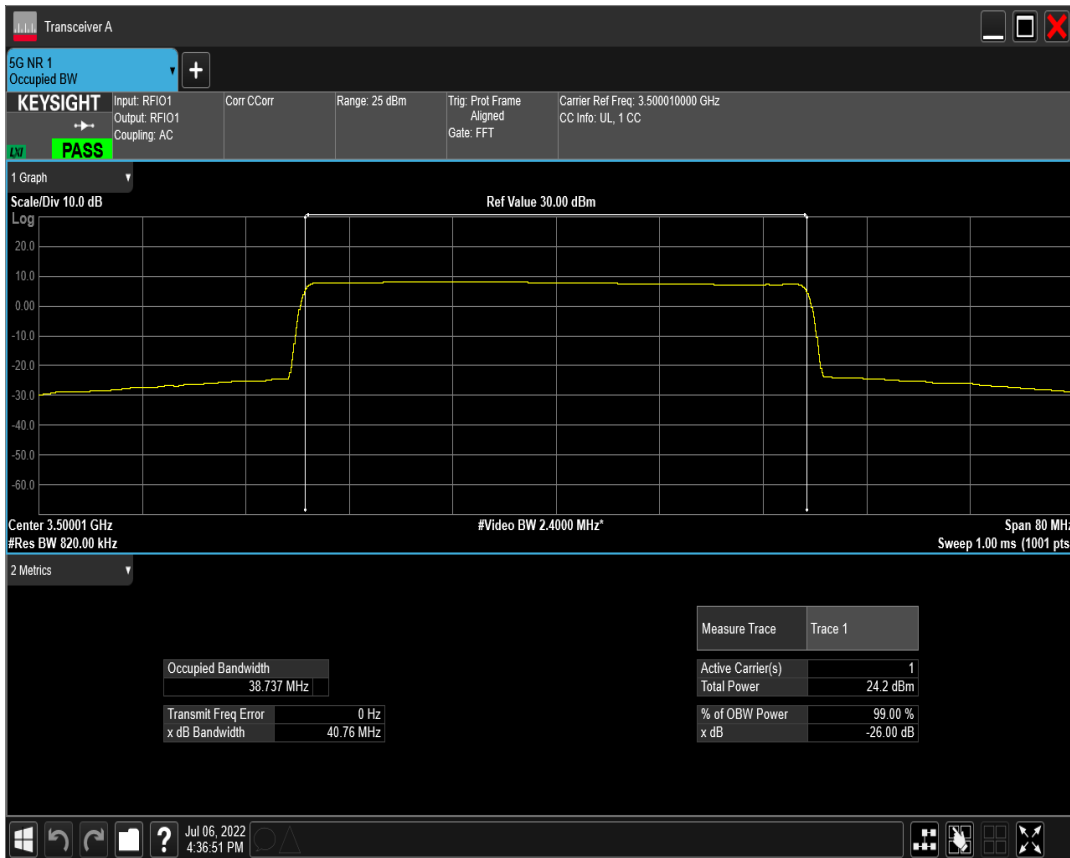 Transceiver A
5G NR 1
Occupied BW
+
KEYSIGHT
LXI
PASS
Input: RFIO1
Output: RFIO1
Coupling: AC
Corr CCorr
Range: 25 dBm
Trig: Prot Frame
Aligned
Gate: FFT
Carrier Ref Freq: 3.500010000 GHz
CC Info: UL, 1 CC
1 Graph
Scale/Div 10.0 dB
Ref Value 30.00 dBm
Log
20.0
10.0
0.00
-10.0
-20.0
-30.0
-40.0
-50.0
-60.0
Center 3.50001 GHz
#Video BW 2.4000 MHz*
Span 80 MHz
#Res BW 820.00 kHz
Sweep 1.00 ms (1001 pts
2 Metrics
Measure Trace Trace 1
Occupied Bandwidth
38.737 MHz
Active Carrier(s) 1
Total Power 24.2 dBm
Transmit Freq Error 0 Hz
x dB Bandwidth 40.76 MHz
% of OBW Power 99.00 %
x dB -26.00 dB
?
Jul 06, 2022
4:36:51 PM